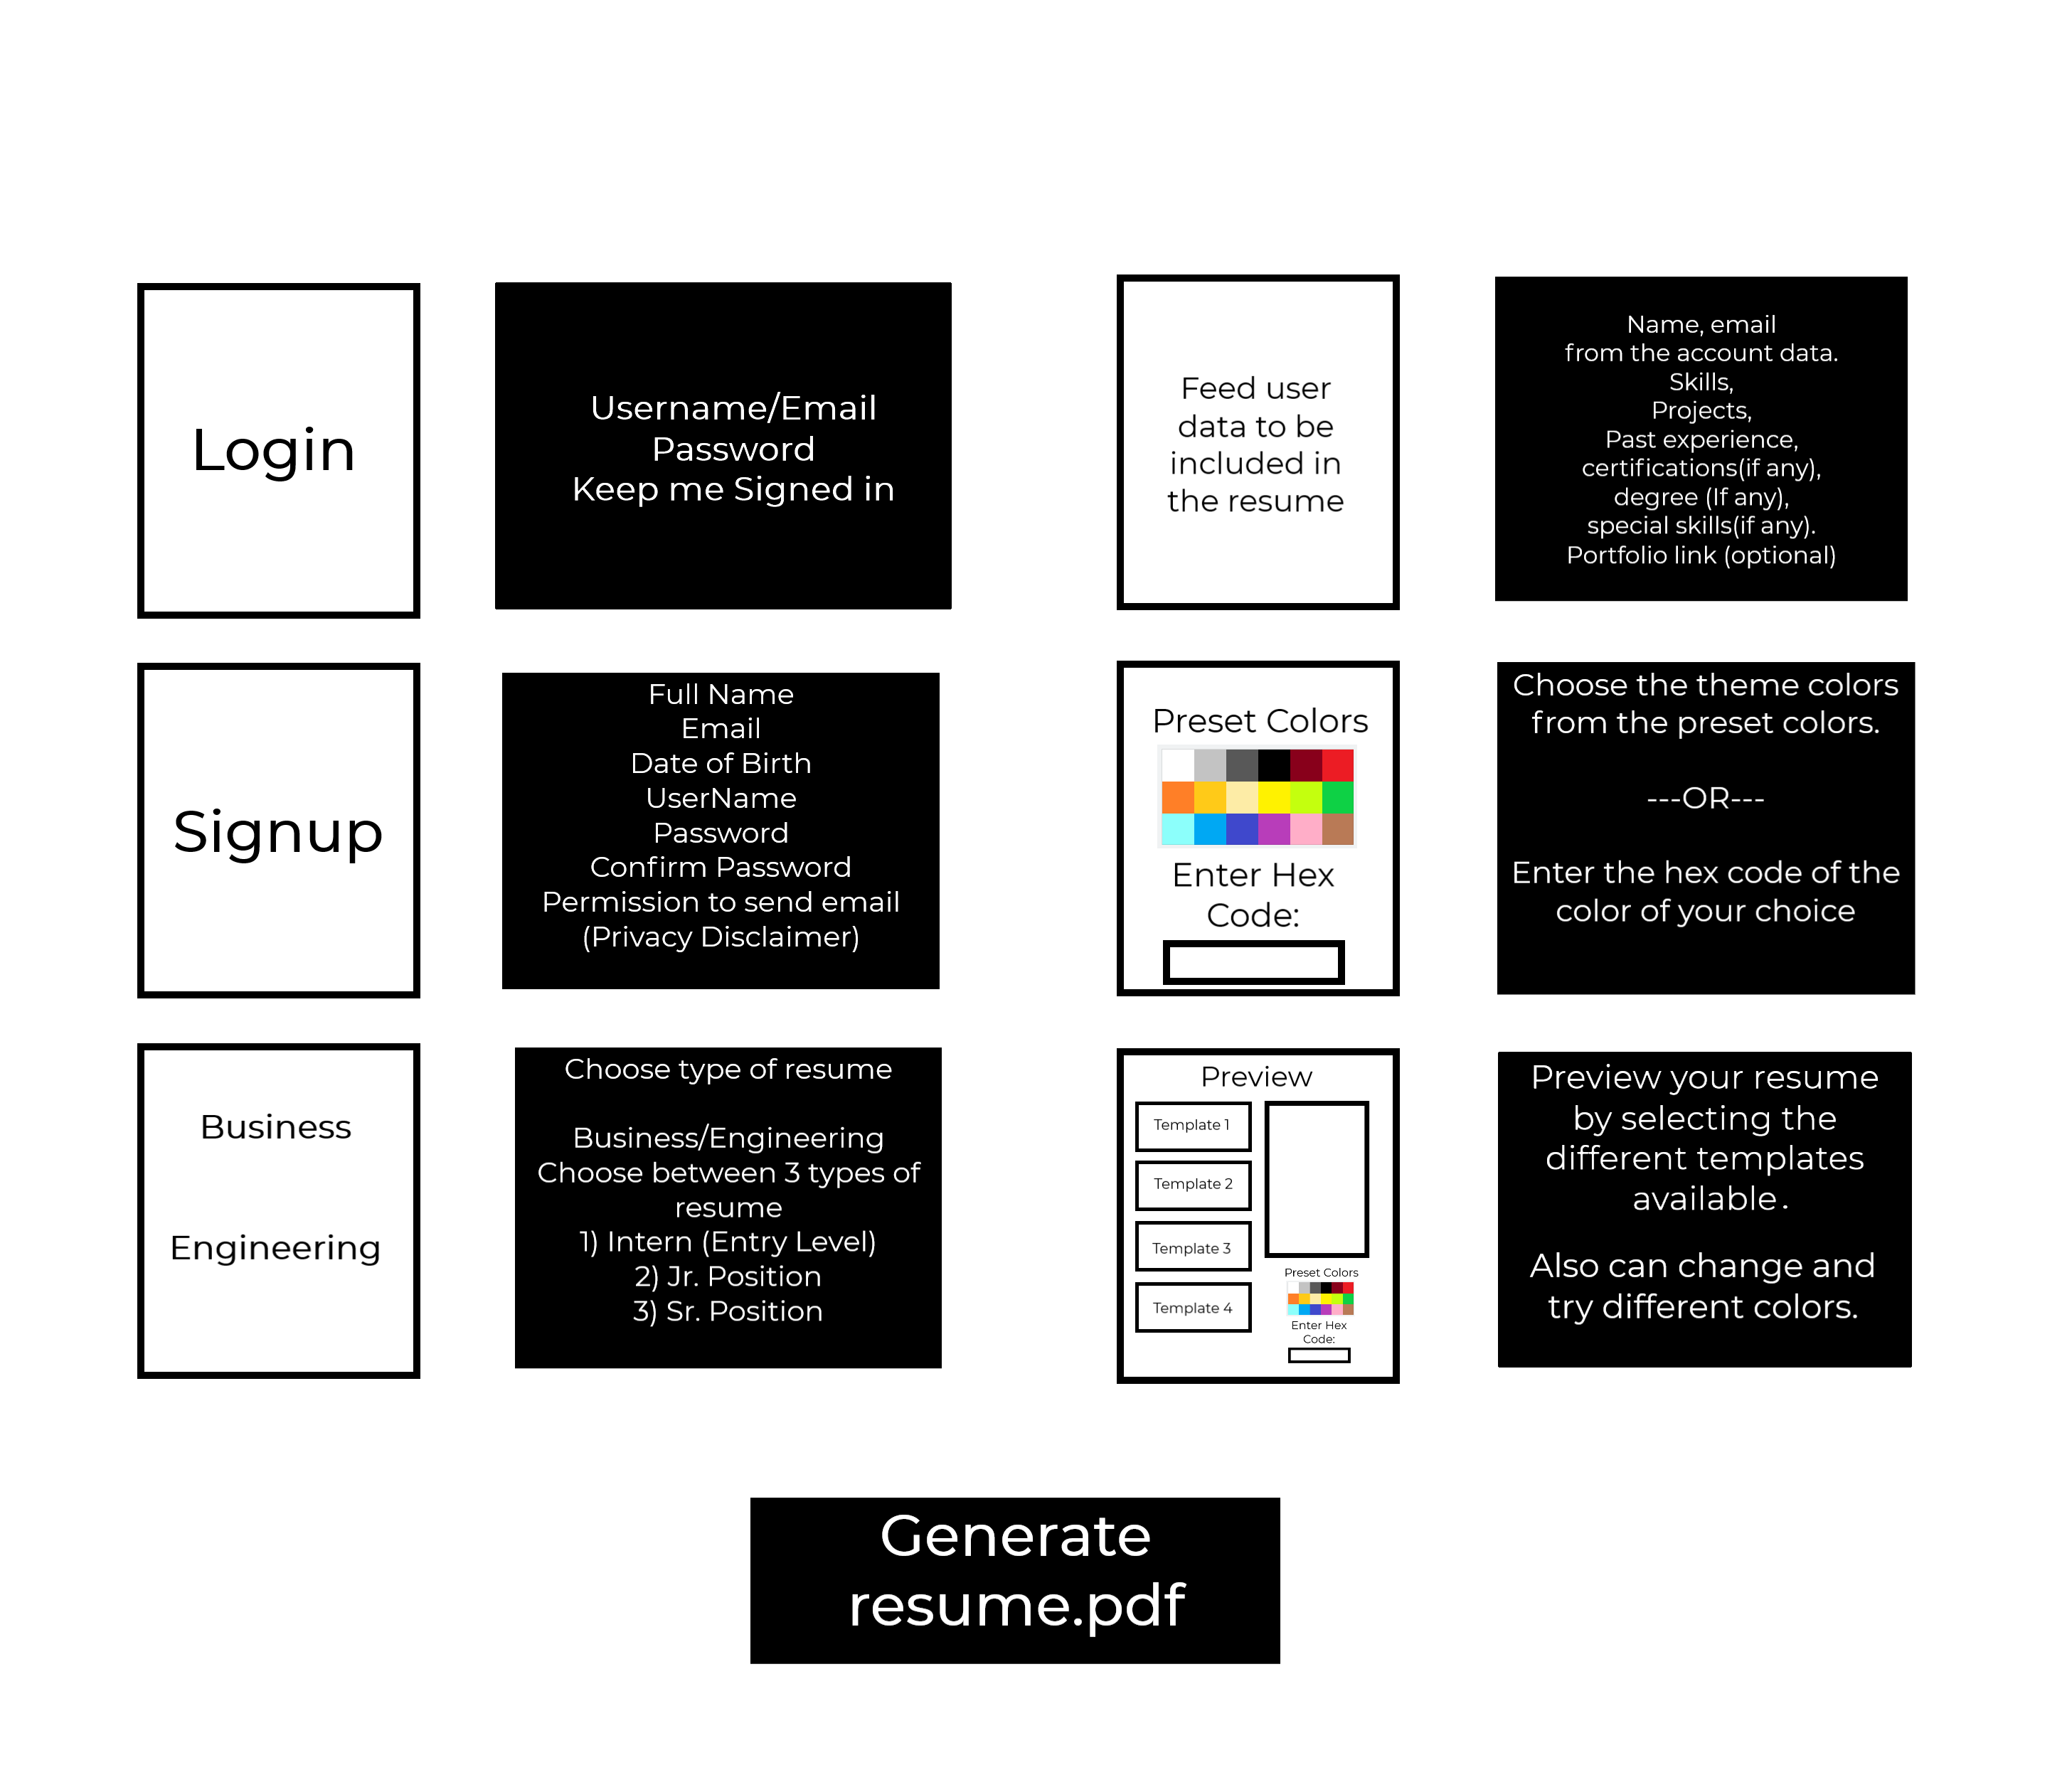 Login
Username/Email
Password
Keep me Signed in
Signup
Full Name
Email
Date of Birth
UserName
Password
Confirm Password
Permission to send email
(Privacy Disclaimer)
Business
Engineering
Choose type of resume
Business/Engineering
Choose between 3 types of
resume
1) Intern (Entry Level)
2) Jr. Position
3) Sr. Position
Feed user
data to be
included in
the resume
Name, email
from the account data.
Skills,
Projects,
Past experience,
certifications(if any),
degree (If any),
special skills(if any).
Portfolio link (optional)
Preset Colors
Enter Hex
Code:
Choose the theme colors
from the preset colors.
---OR---
Enter the hex code of the
color of your choice
Preview
Template 1
Template 2
Template 3
Template 4
Preset Colors
Enter Hex
Code:
Preview your resume
by selecting the
different templates
available.
Also can change and
try different colors.
Generate
resume.pdf